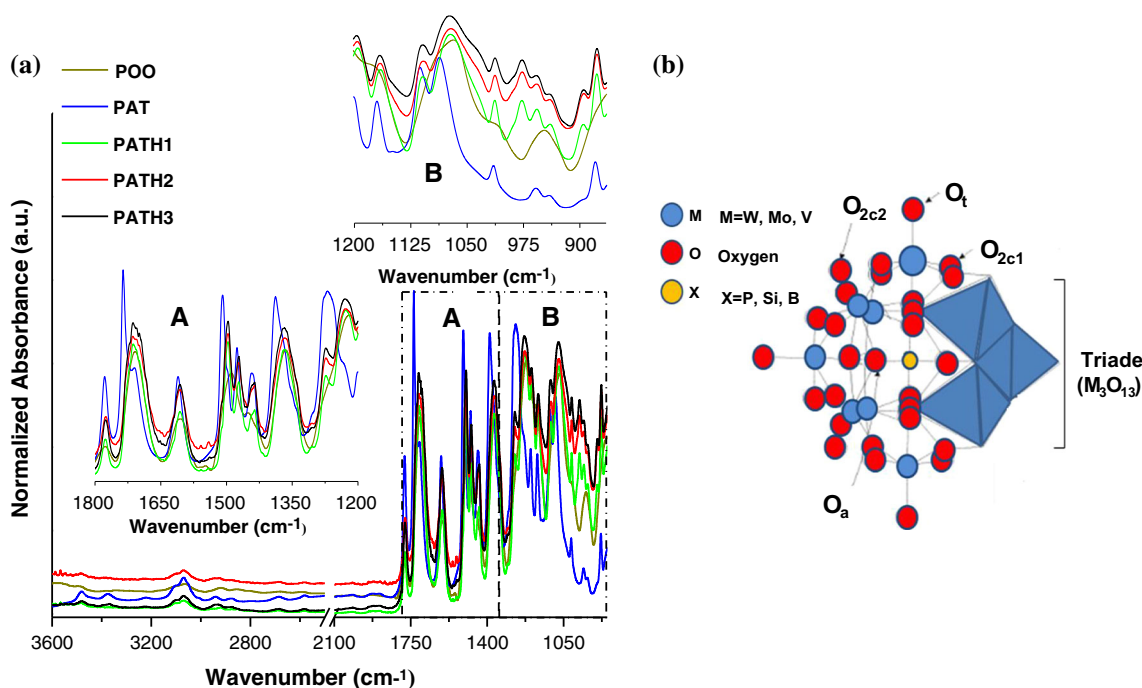 (a)
POO
PAT
PATH1
PATH2
PATH3
B
1200 1125 1050 975 900
Wavenumber (cm-1)
A
1800 1650 1500 1350 1200
Wavenumber (cm-1)
A B
Normalized Absorbance (a.u.)
3600 3200 2800 2100 1750 1400 1050
Wavenumber (cm-1)
(b)
Ot
O2c2
O2c1
M M=W, Mo, V
O Oxygen
X X=P, Si, B
Triade
(M3O13)
Oa